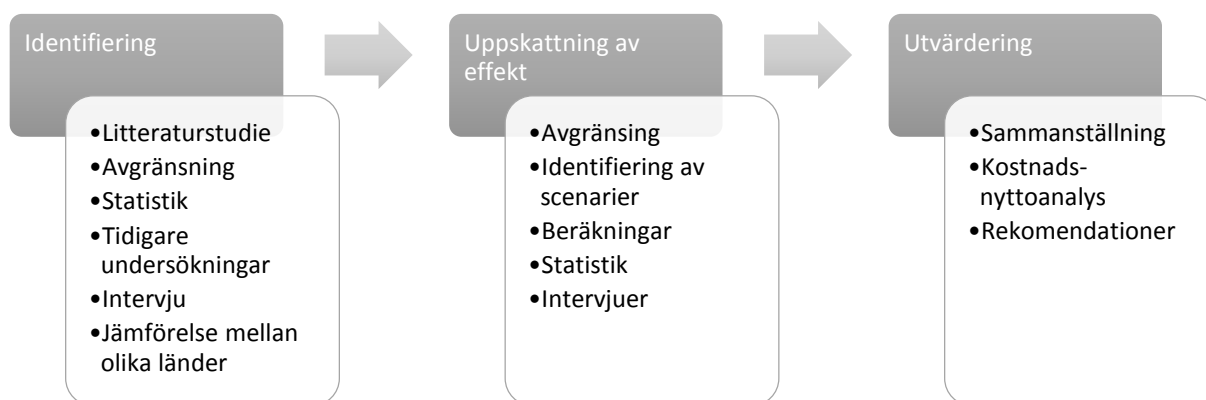 Identifiering
•Litteraturstudie
•Avgränsning
•Statistik
•Tidigare
undersökningar
•Intervju
•Jämförelse mellan
olika länder
Uppskattning av
effekt
•Avgränsing
•Identifiering av
scenarier
•Beräkningar
•Statistik
•Intervjuer
Utvärdering
•Sammanställning
•Kostnads-
nyttoanalys
•Rekomendationer